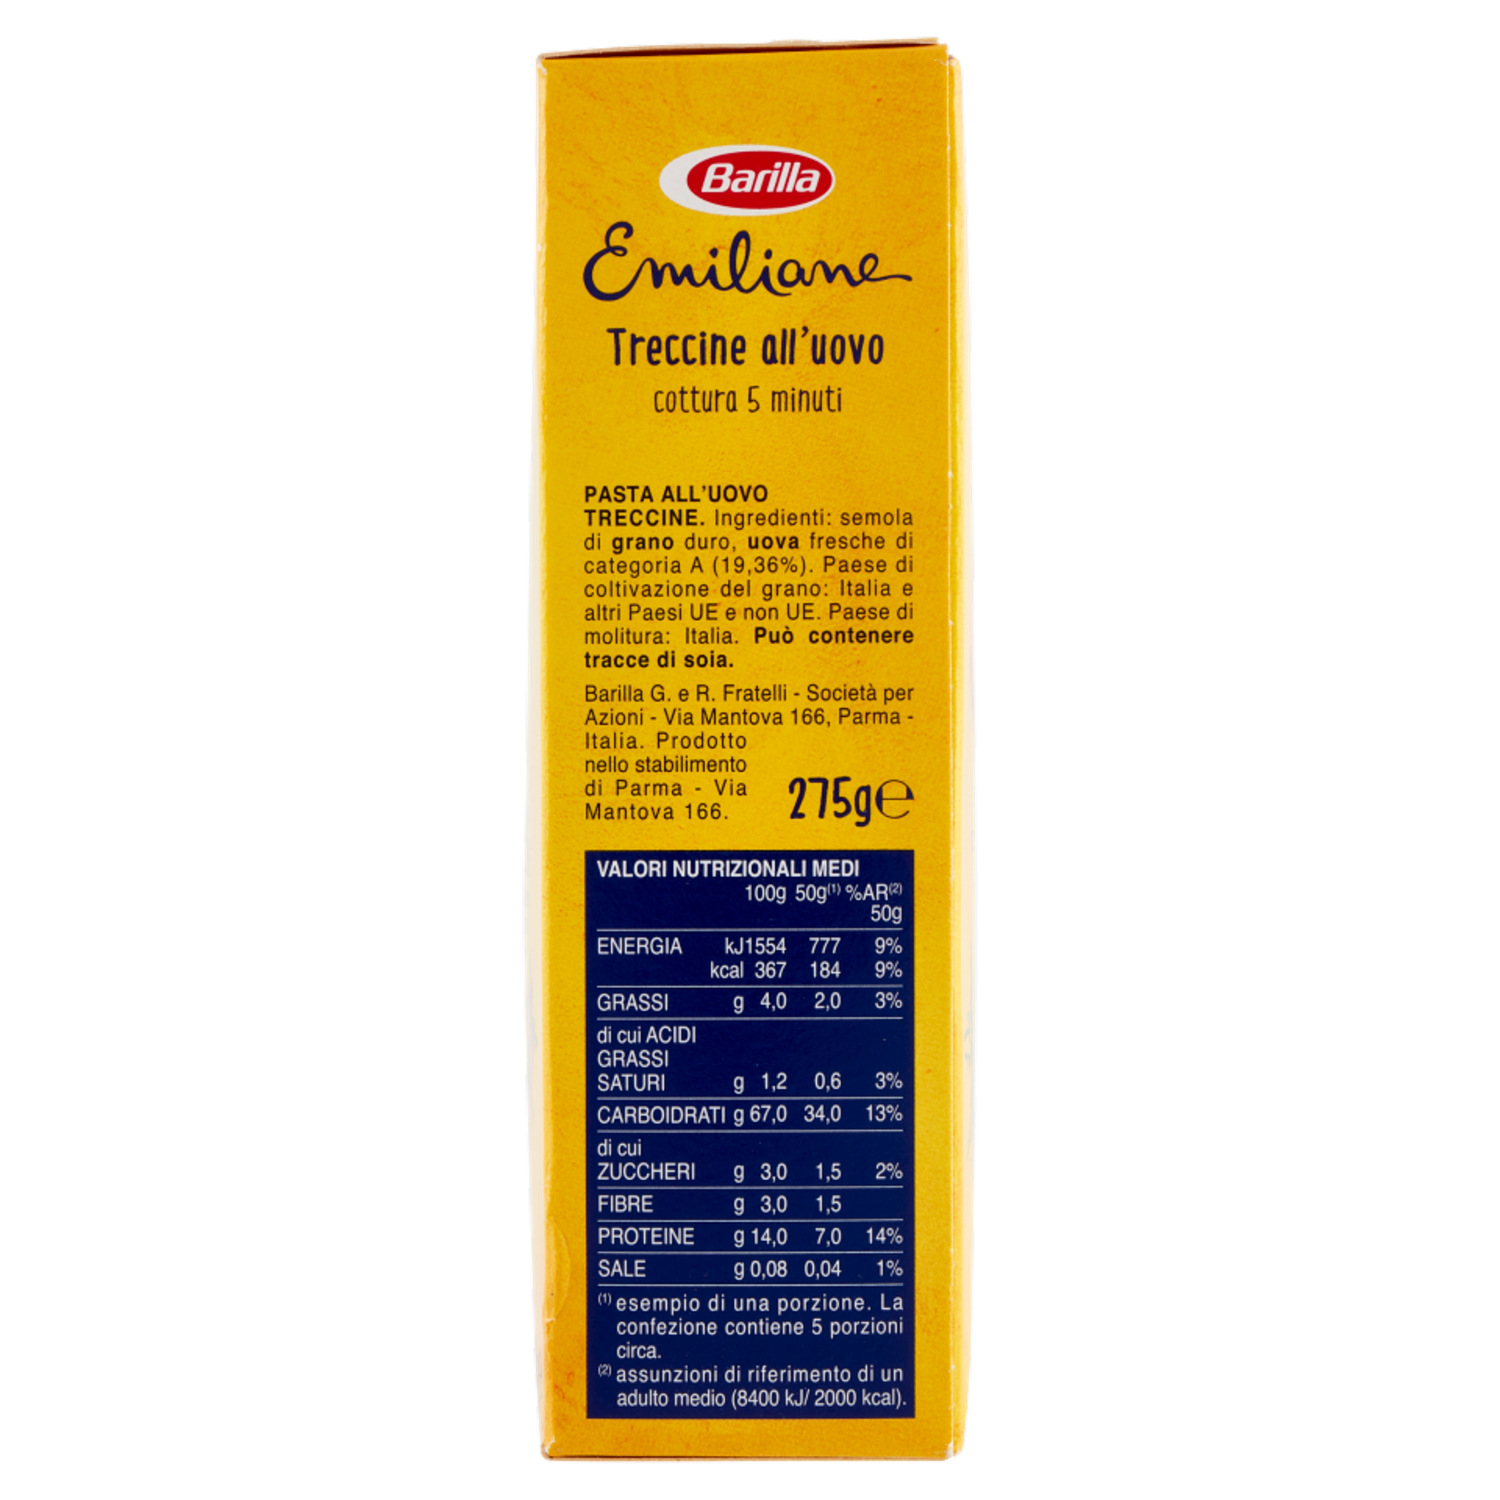 Barilla
Emiliane
Treccine all'uovo
cottura 5 minuti
PASTA ALL'UOVO
TRECCINE. Ingredienti: semola
di grano duro, uova fresche di
categoria A (19,36%). Paese di
coltivazione del grano: Italia e
altri Paesi UE e non UE. Paese di
molitura: Italia. Può contenere
tracce di soia.
Barilla G. e R. Fratelli - Società per
Azioni - Via Mantova 166, Parma -
Italia. Prodotto
nello stabilimento
di Parma - Via
Mantova 166.
275g℮
VALORI NUTRIZIONALI MEDI
100g 50g(1) %AR(2)
50g
ENERGIA kJ1554 777 9%
kcal 367 184 9%
GRASSI g 4,0 2,0 3%
di cui ACIDI
GRASSI
SATURI g 1,2 0,6 3%
CARBOIDRATI g 67,0 34,0 13%
di cui
ZUCCHERI g 3,0 1,5 2%
FIBRE g 3,0 1,5
PROTEINE g 14,0 7,0 14%
SALE g 0,08 0,04 1%
(1) esempio di una porzione. La
confezione contiene 5 porzioni
circa.
(2) assunzioni di riferimento di un
adulto medio (8400 kJ/ 2000 kcal).